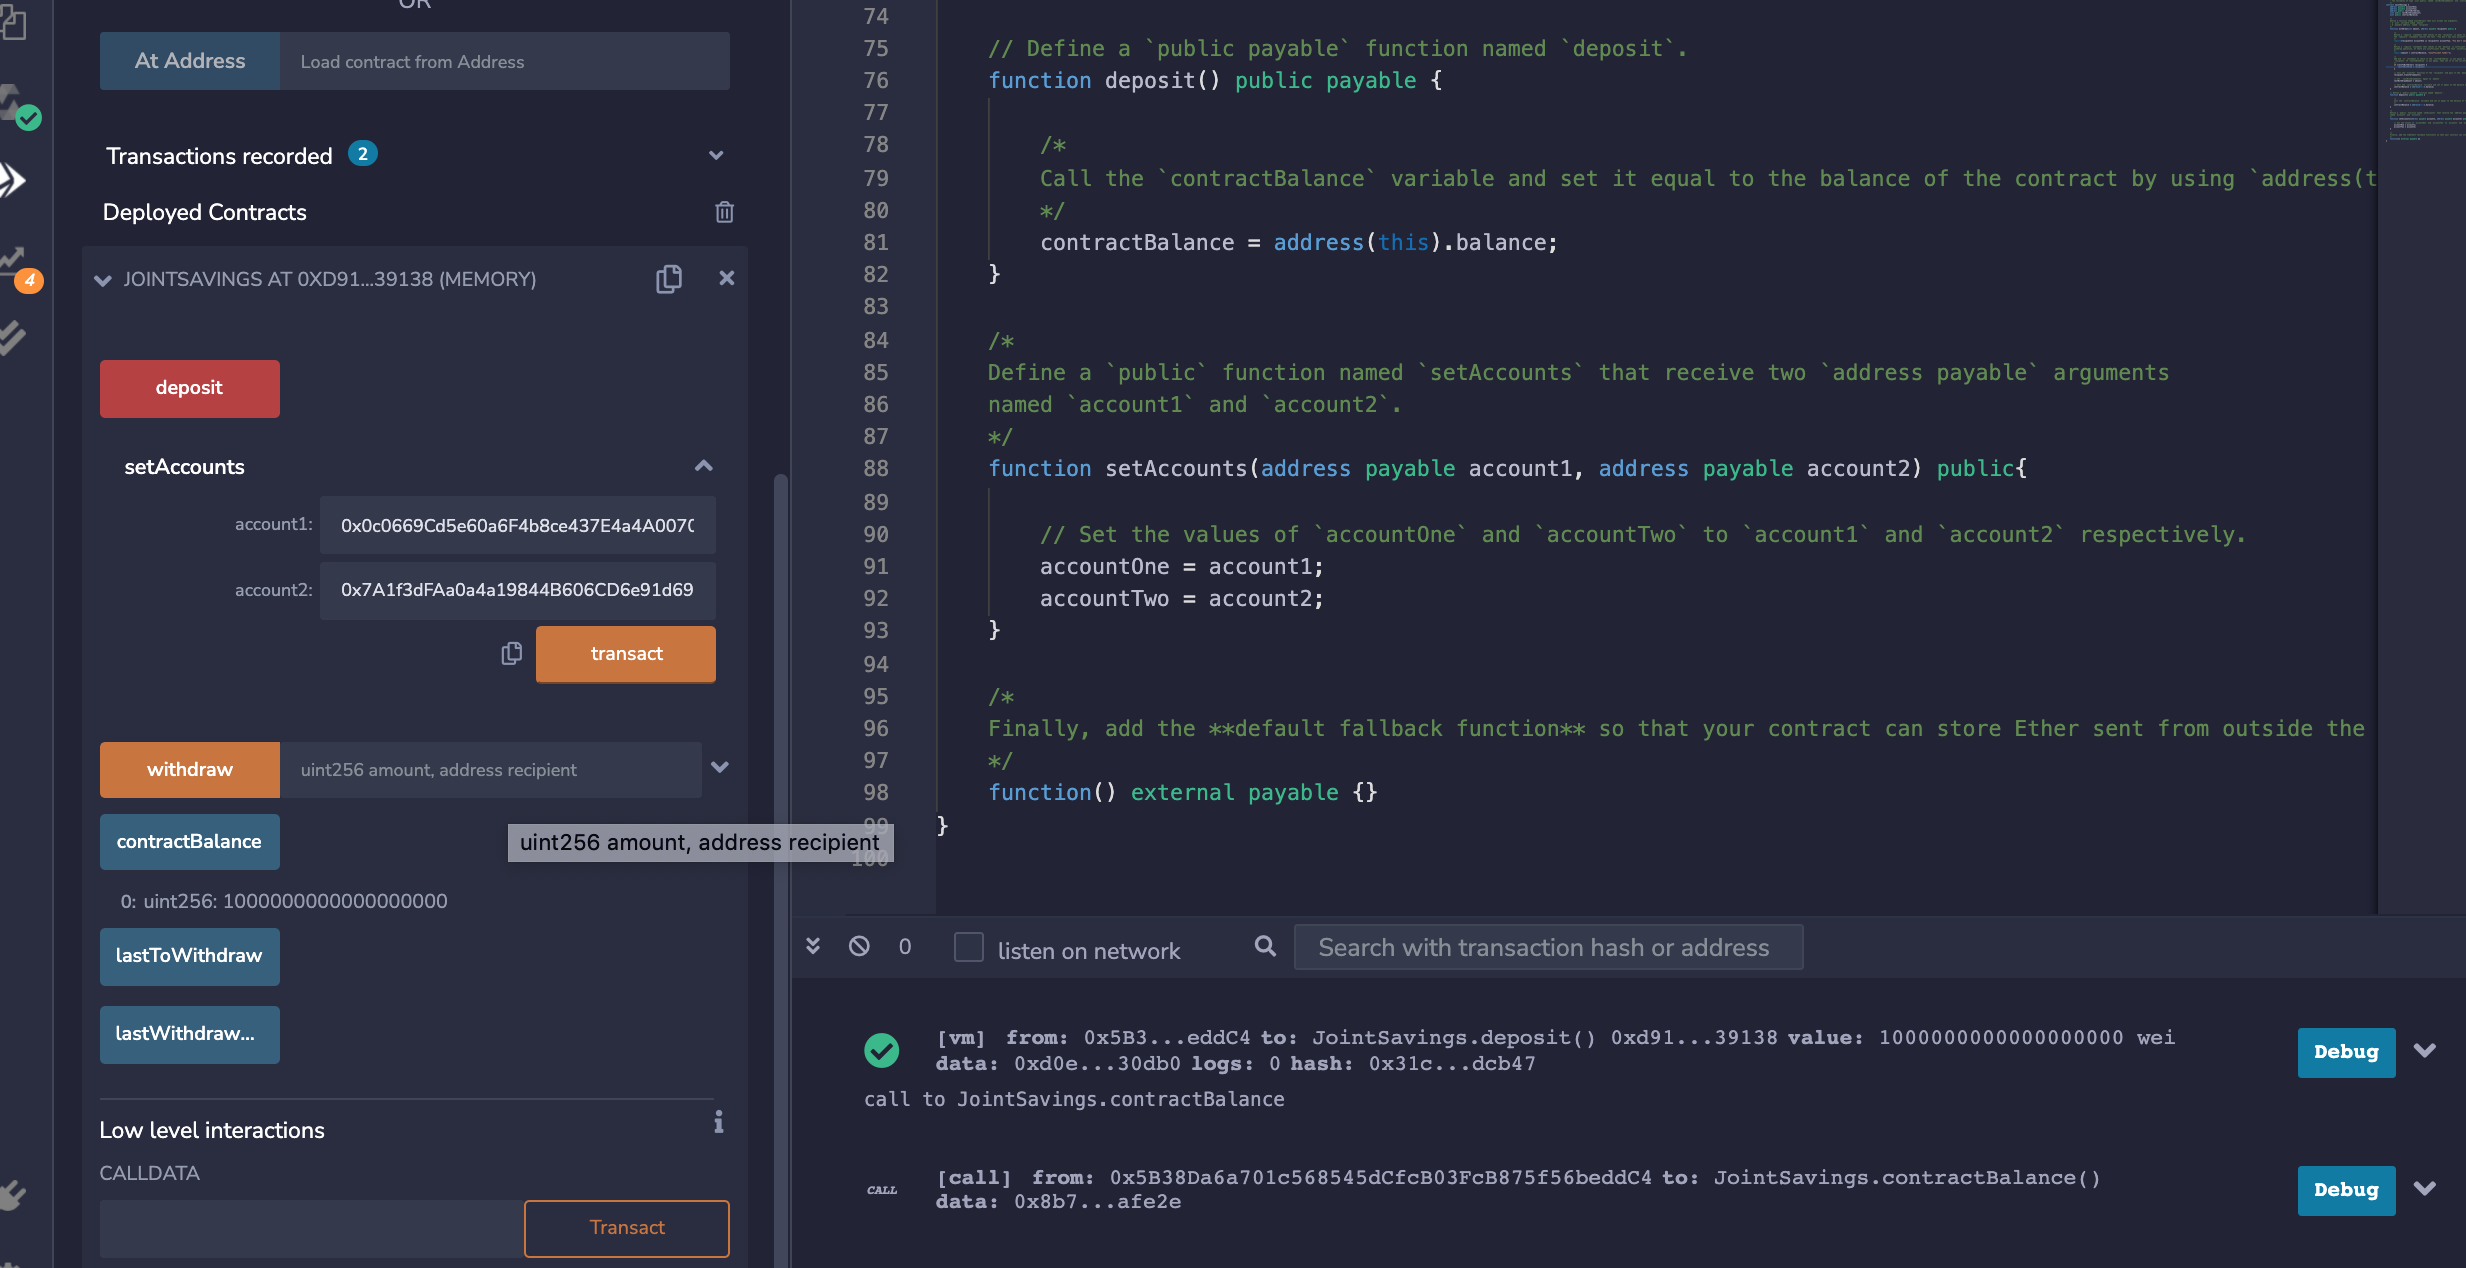 OR
At Address
Load contract from Address
Transactions recorded 2
Deployed Contracts
4
JOINTSAVINGS AT 0XD91...39138 (MEMORY)
deposit
setAccounts
account1: 0x0c0669Cd5e60a6F4b8ce437E4a4A007
account2: 0x7A1f3dFAa0a4a19844B606CD6e91d69
transact
withdraw
uint256 amount, address recipient
contractBalance
uint256 amount, address recipient
0: uint256: 1000000000000000000
lastToWithdraw
lastWithdraw...
Low level interactions
i
CALLDATA
Transact
74
75 // Define a `public payable` function named `deposit`.
76 function deposit() public payable {
77
78 /*
79 Call the `contractBalance` variable and set it equal to the balance of the contract by using `address(t
80 */
81 contractBalance = address(this).balance;
82 }
83
84 /*
85 Define a `public` function named `setAccounts` that receive two `address payable` arguments
86 named `account1` and `account2`.
87 */
88 function setAccounts(address payable account1, address payable account2) public{
89
90 // Set the values of `accountOne` and `accountTwo` to `account1` and `account2` respectively.
91 accountOne = account1;
92 accountTwo = account2;
93 }
94
95 /*
96 Finally, add the **default fallback function** so that your contract can store Ether sent from outside the
97 */
98 function() external payable {}
99 }
100
0
listen on network
Search with transaction hash or address
[vm] from: 0x5B3...eddC4 to: JointSavings.deposit() 0xd91...39138 value: 1000000000000000000 wei
data: 0xd0e...30db0 logs: 0 hash: 0x31c...dcb47
Debug
call to JointSavings.contractBalance
CALL
[call] from: 0x5B38Da6a701c568545dCfcB03FcB875f56beddC4 to: JointSavings.contractBalance()
data: 0x8b7...afe2e
Debug